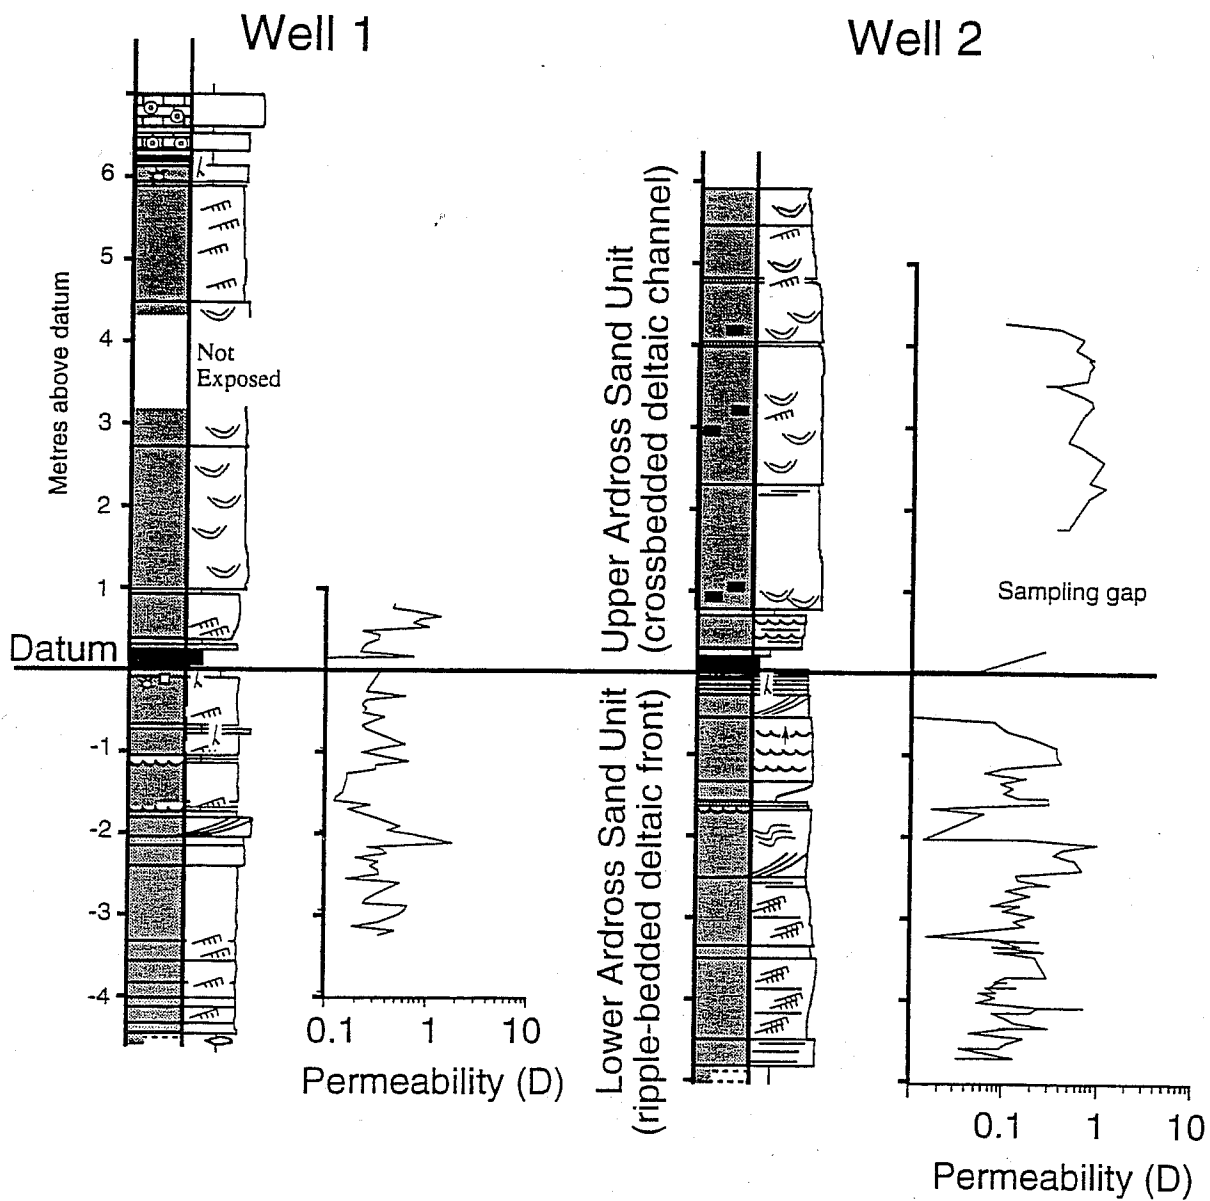 Well 1
Well 2
6
5
4
3
2
1
-1
-2
-3
-4
Metres above datum
Not
Exposed
Datum
Upper Ardross Sand Unit
(crossbedded deltaic channel)
Lower Ardross Sand Unit
(ripple-bedded deltaic front)
Sampling gap
0.1 1 10
Permeability (D)
0.1 1 10
Permeability (D)